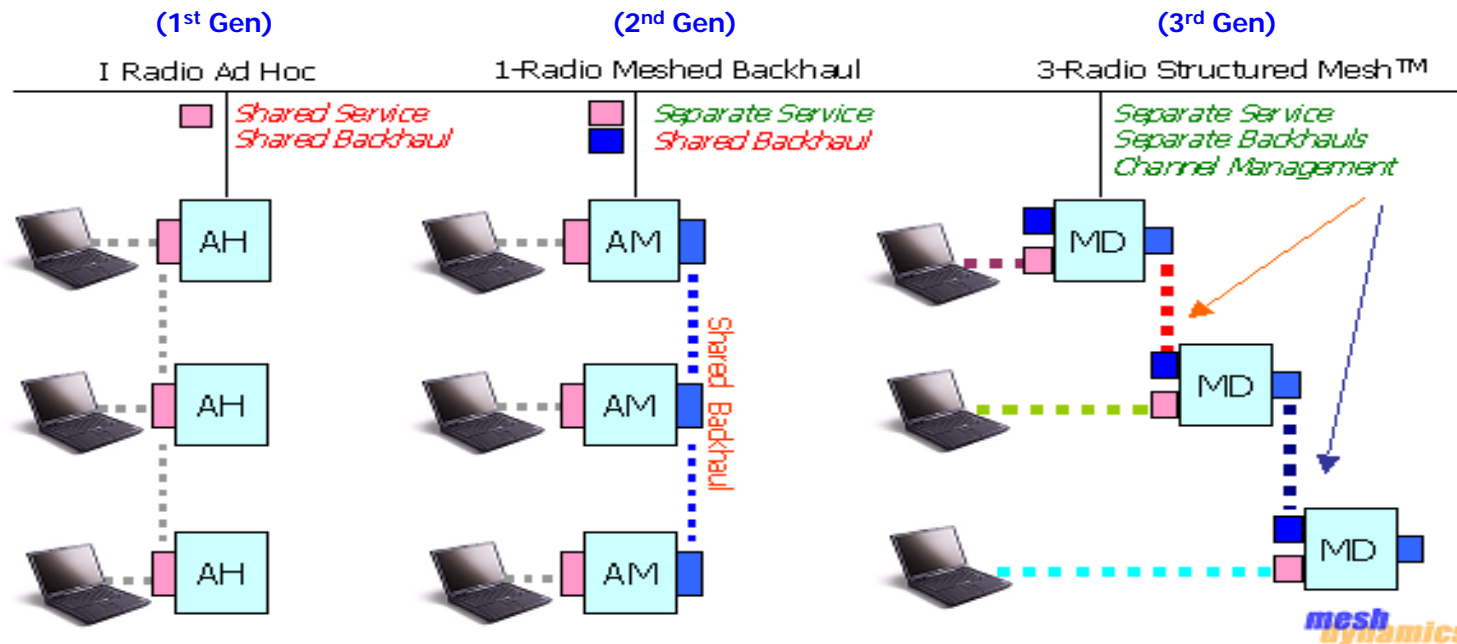 (1st Gen)
(2nd Gen)
(3rd Gen)
I Radio Ad Hoc
1-Radio Meshed Backhaul
3-Radio Structured Mesh™
Shared Service
Shared Backhaul
Separate Service
Shared Backhaul
Separate Service
Separate Backhauls
Channel Management
AH
AM
MD
Shared Backhaul
AH
AM
MD
AH
AM
MD
mesh
dynamics